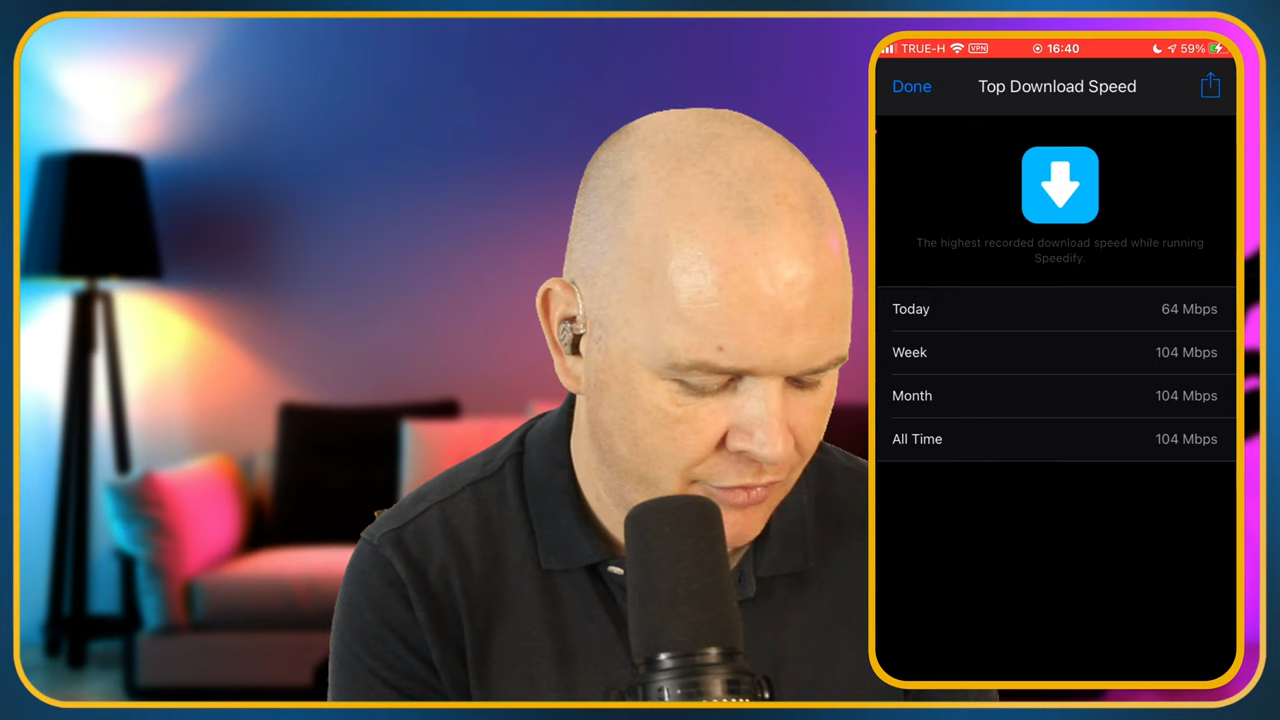 TRUE-H VPN 16:40 59%
Done Top Download Speed
The highest recorded download speed while running
Speedify.
Today 64 Mbps
Week 104 Mbps
Month 104 Mbps
All Time 104 Mbps